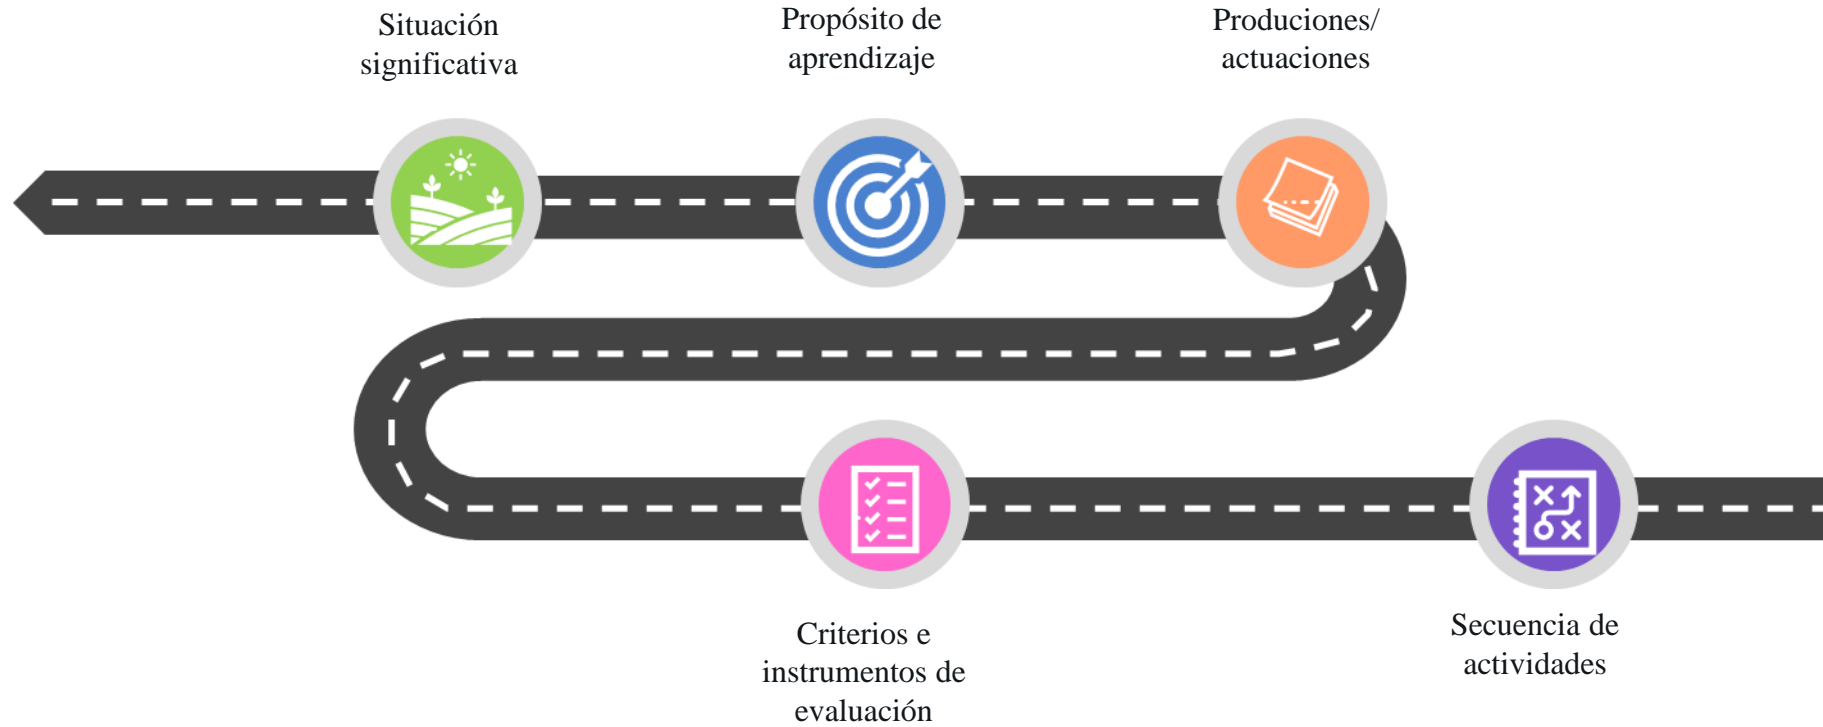 Situación
significativa
Propósito de
aprendizaje
Produciones/
actuaciones
Criterios e
instrumentos de
evaluación
Secuencia de
actividades